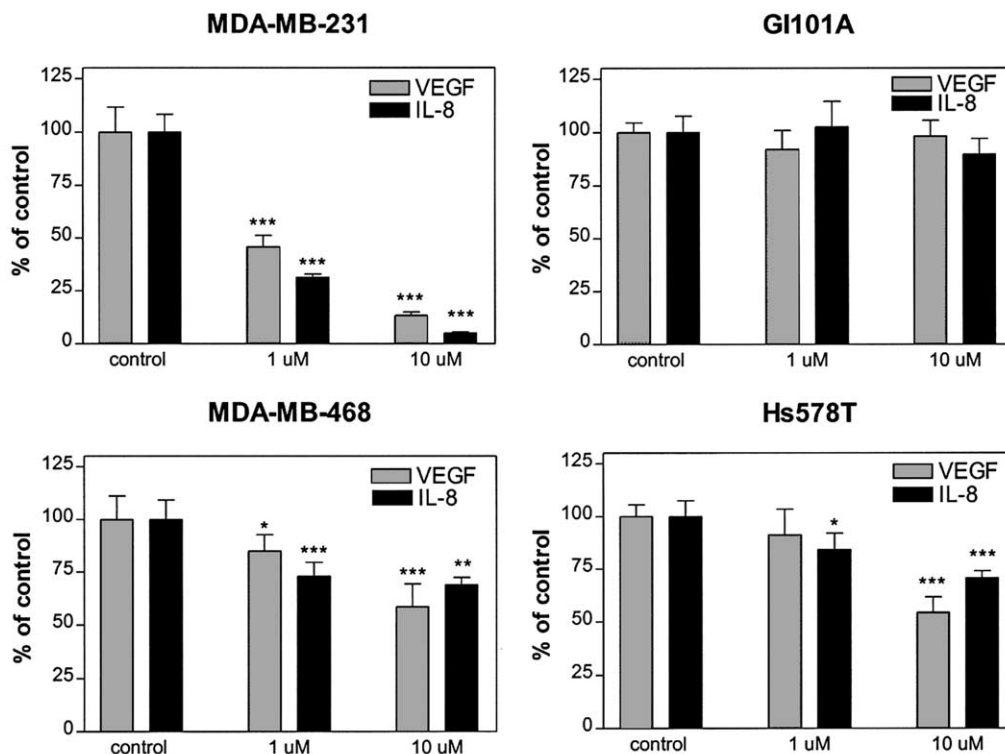 MDA-MB-231
% of control
125
100
75
50
25
0
VEGF
IL-8
***
***
***
***
control
1 uM
10 uM
GI101A
% of control
125
100
75
50
25
0
VEGF
IL-8
control
1 uM
10 uM
MDA-MB-468
% of control
125
100
75
50
25
0
VEGF
IL-8
*
***
***
**
control
1 uM
10 uM
Hs578T
% of control
125
100
75
50
25
0
VEGF
IL-8
*
***
***
control
1 uM
10 uM